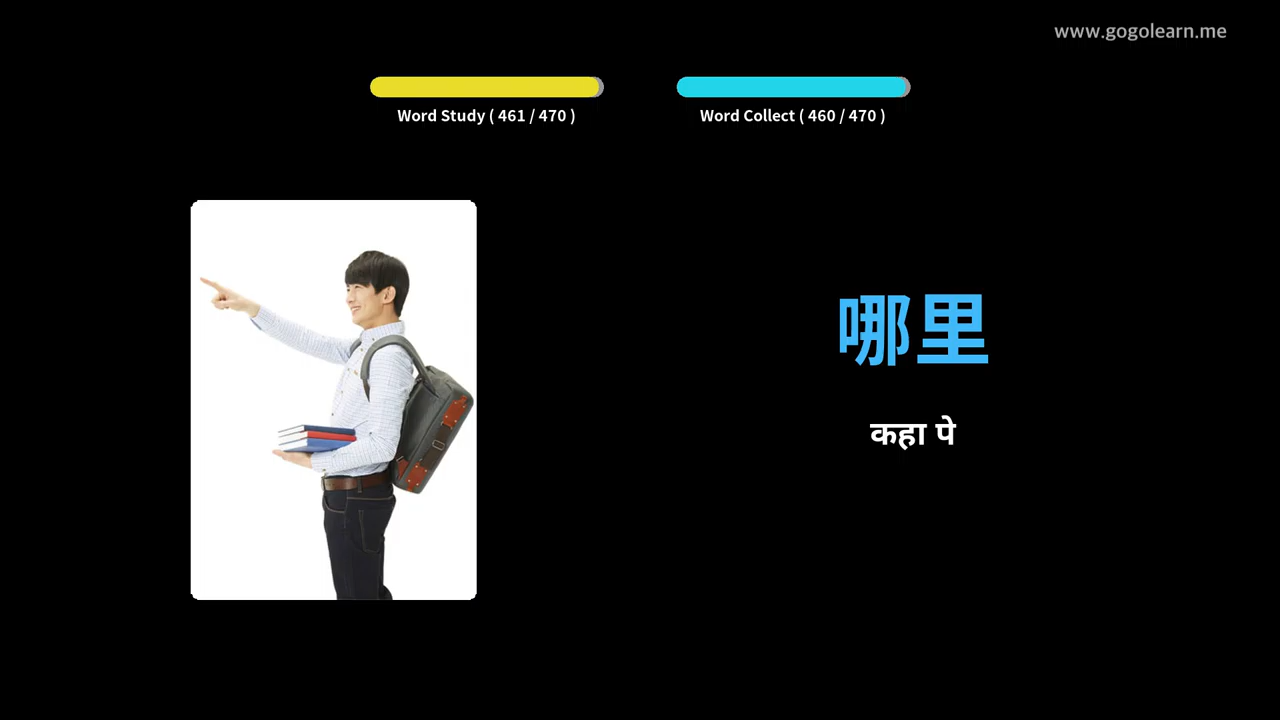 www.gogolearn.me
Word Study ( 461 / 470 )
Word Collect ( 460 / 470 )
哪里
कहा पे